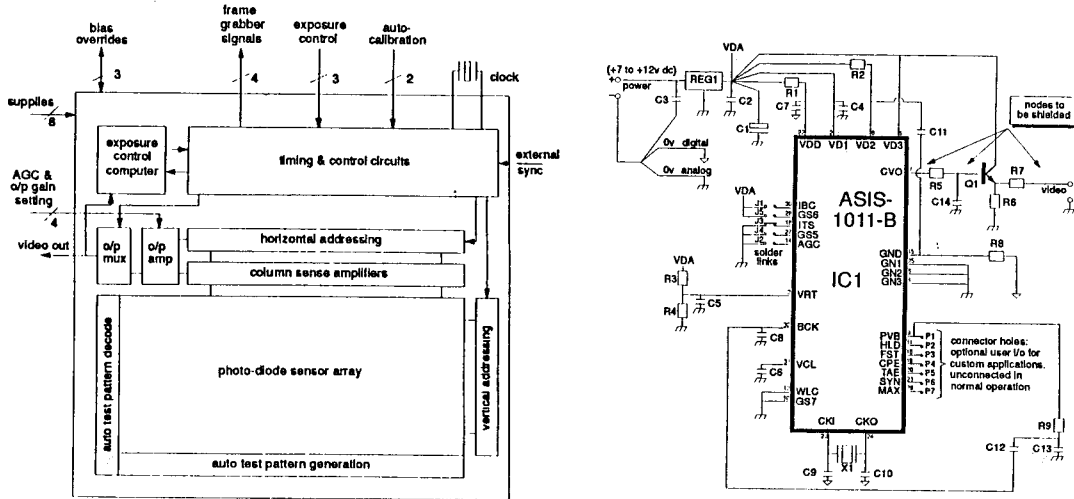 bias
overrides
3
frame
grabber
signals
4
exposure
control
3
auto-
calibration
2
clock
supplies
8
exposure
control
computer
timing & control circuits
external
sync
AGC &
o/p gain
setting
4
video out
o/p
mux
o/p
amp
horizontal addressing
column sense amplifiers
auto test pattern decode
photo-diode sensor array
vertical addressing
auto test pattern generation
VDA
(+7 to +12v dc)
+
power
-
REG1
R2
R1
C3
C2
C7
C4
C1
C11
nodes to
be shielded
0v digital
0v analog
VDD
VD1
VD2
VD3
CVO
R5
Q1
R7
C14
R6
video
ASIS-
1011-B
IC1
VDA
J1
J5
J3
J4
J2
solder
links
IBC
GS6
ITS
GS5
AGC
GND
GN1
GN2
GN3
R8
VDA
R3
R4
C5
VRT
C8
BCK
C6
VCL
WLC
GS7
PVB
HLD
FST
CPE
TAE
SYN
MAX
P1
P2
P3
P4
P5
P6
P7
connector holes:
optional user i/o for
custom applications.
unconnected in
normal operation
CKI
CKO
C9
X1
C10
R9
C12
C13